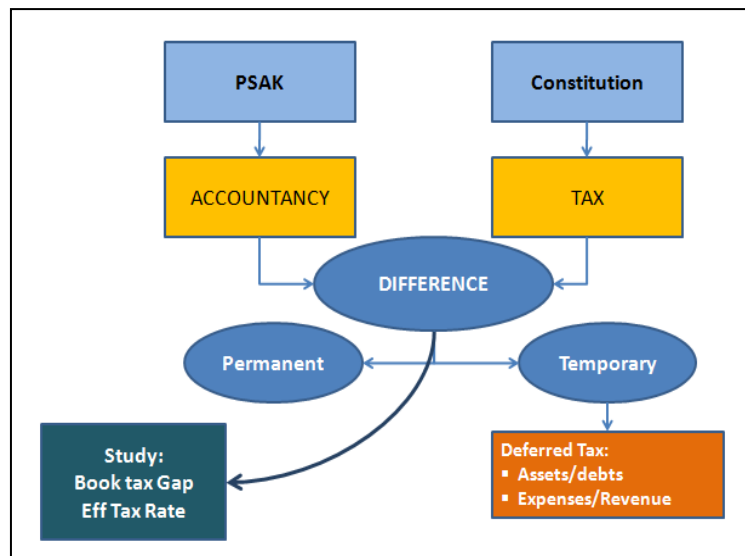 PSAK
Constitution
ACCOUNTANCY
TAX
DIFFERENCE
Permanent
Temporary
Study:
Book tax Gap
Eff Tax Rate
Deferred Tax:
▪ Assets/debts
▪ Expenses/Revenue